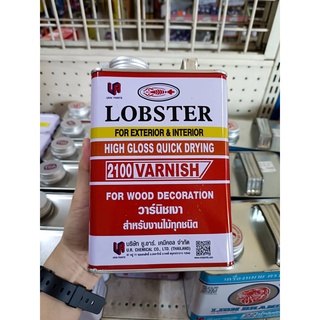 LOBSTER
FOR EXTERIOR & INTERIOR
HIGH GLOSS QUICK DRYING
2100 VARNISH
FOR WOOD DECORATION
วาร์นิชเงา
สำหรับงานไม้ทุกชนิด
บริษัท ยู.อาร์. เคมีคอล จำกัด
U.R. CHEMICAL CO., LTD. (THAILAND)
LION BRAND